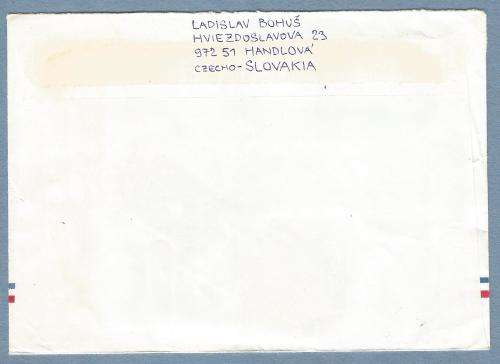 LADISLAV BOHUŠ
HVIEZDOSLAVOVA 23
972 51 HANDLOVÁ
CZECHO-SLOVAKIA